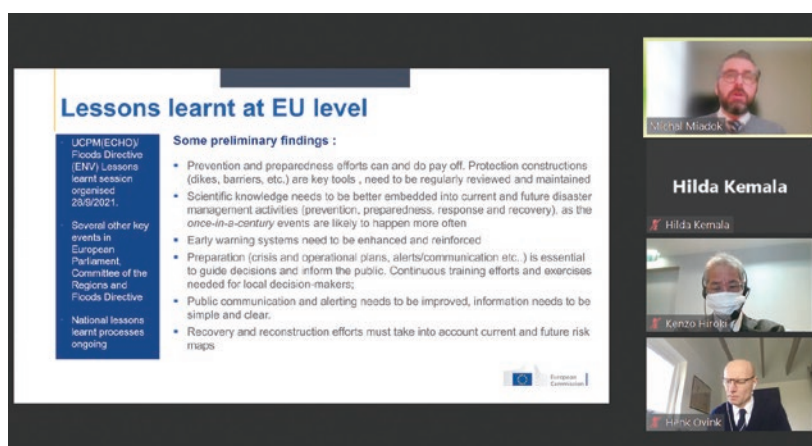 Lessons learnt at EU level
UCPM(ECHO)/
Floods Directive
(ENV) Lessons
learnt session
organised
28/9/2021.
Several other key
events in
European
Parliament,
Committee of the
Regions and
Floods Directive
National lessons
learnt processes
ongoing
Some preliminary findings :
• Prevention and preparedness efforts can and do pay off. Protection constructions
(dikes, barriers, etc.) are key tools , need to be regularly reviewed and maintained
• Scientific knowledge needs to be better embedded into current and future disaster
management activities (prevention, preparedness, response and recovery), as the
once-in-a-century events are likely to happen more often
• Early warning systems need to be enhanced and reinforced
• Preparation (crisis and operational plans, alerts/communication etc..) is essential
to guide decisions and inform the public. Continuous training efforts and exercises
needed for local decision-makers;
• Public communication and alerting needs to be improved, information needs to be
simple and clear.
• Recovery and reconstruction efforts must take into account current and future risk
maps
European
Commission
Michal Miadok
Hilda Kemala
Hilda Kemala
Kenzo Hiroki
Henk Ovink